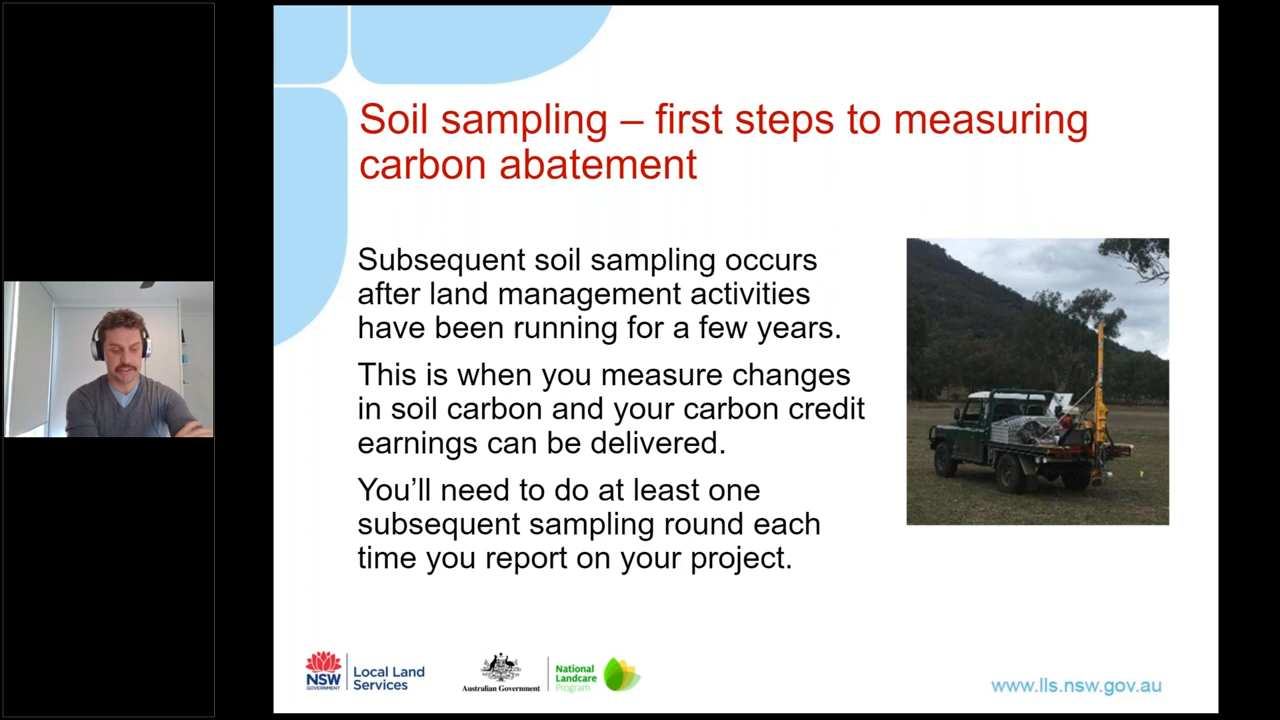 Soil sampling – first steps to measuring
carbon abatement
Subsequent soil sampling occurs
after land management activities
have been running for a few years.
This is when you measure changes
in soil carbon and your carbon credit
earnings can be delivered.
You’ll need to do at least one
subsequent sampling round each
time you report on your project.
NSW
GOVERNMENT
Local Land
Services
Australian Government
National
Landcare
Program
www.lls.nsw.gov.au